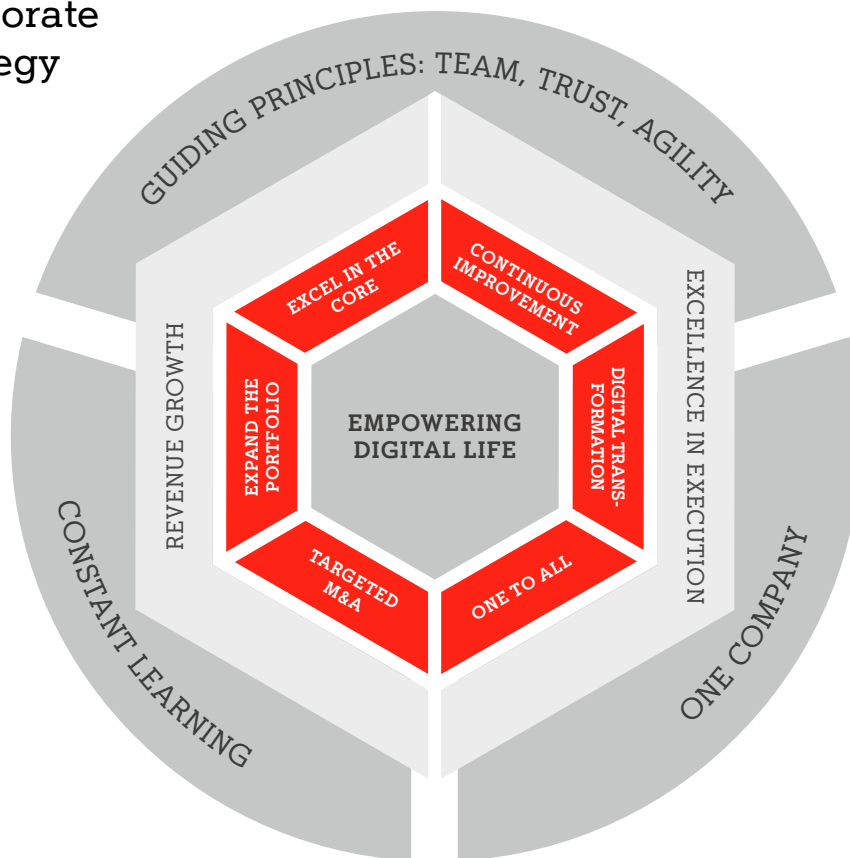 orate
egy
GUIDING PRINCIPLES: TEAM, TRUST, AGILITY
EXCEL IN THE
CORE
CONTINUOUS
IMPROVEMENT
REVENUE GROWTH
EXPAND THE
PORTFOLIO
EMPOWERING
DIGITAL LIFE
DIGITAL TRANS-
FORMATION
EXCELLENCE IN EXECUTION
TARGETED
M&A
ONE TO ALL
CONSTANT LEARNING
ONE COMPANY